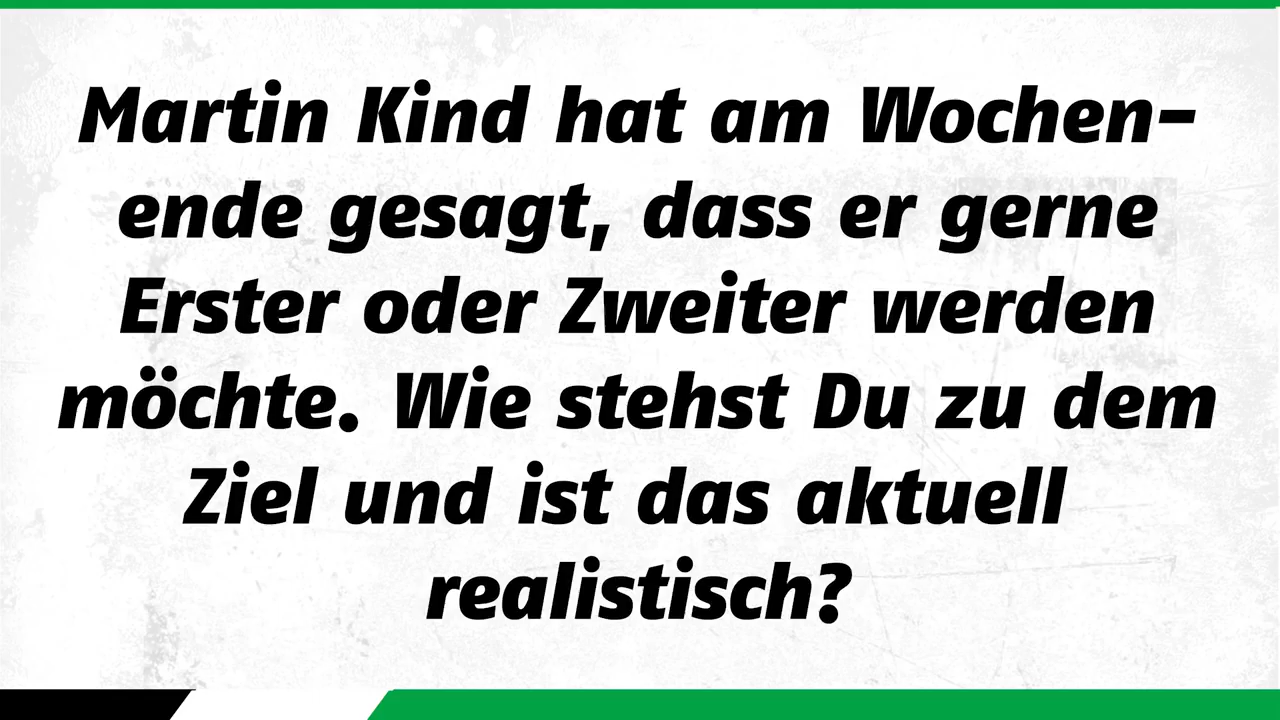 Martin Kind hat am Wochen-
ende gesagt, dass er gerne
Erster oder Zweiter werden
möchte. Wie stehst Du zu dem
Ziel und ist das aktuell
realistisch?